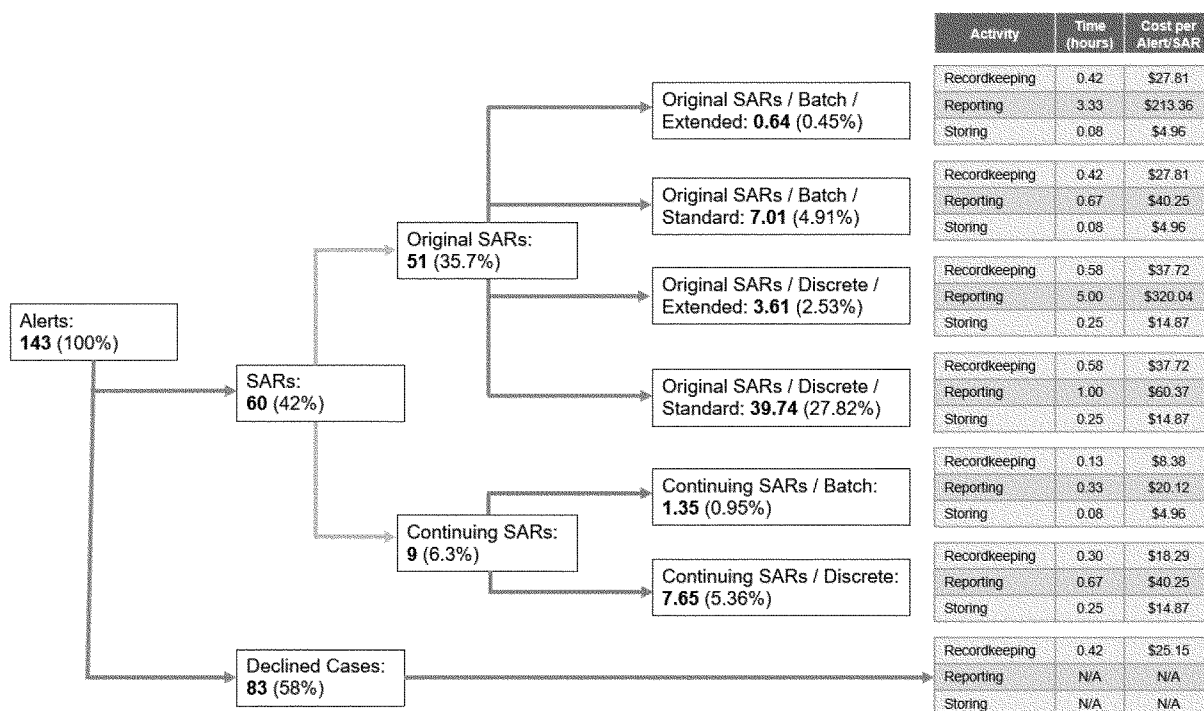 Activity Time (hours) Cost per Alert/SAR
Alerts:
143 (100%)
SARs:
60 (42%)
Original SARs:
51 (35.7%)
Original SARs / Batch /
Extended: 0.64 (0.45%)
Recordkeeping 0.42 $27.81
Reporting 3.33 $213.36
Storing 0.08 $4.96
Original SARs / Batch /
Standard: 7.01 (4.91%)
Recordkeeping 0.42 $27.81
Reporting 0.67 $40.25
Storing 0.08 $4.96
Original SARs / Discrete /
Extended: 3.61 (2.53%)
Recordkeeping 0.58 $37.72
Reporting 5.00 $320.04
Storing 0.25 $14.87
Original SARs / Discrete /
Standard: 39.74 (27.82%)
Recordkeeping 0.58 $37.72
Reporting 1.00 $60.37
Storing 0.25 $14.87
Continuing SARs:
9 (6.3%)
Continuing SARs / Batch:
1.35 (0.95%)
Recordkeeping 0.13 $8.38
Reporting 0.33 $20.12
Storing 0.08 $4.96
Continuing SARs / Discrete:
7.65 (5.36%)
Recordkeeping 0.30 $18.29
Reporting 0.67 $40.25
Storing 0.25 $14.87
Declined Cases:
83 (58%)
Recordkeeping 0.42 $25.15
Reporting N/A N/A
Storing N/A N/A